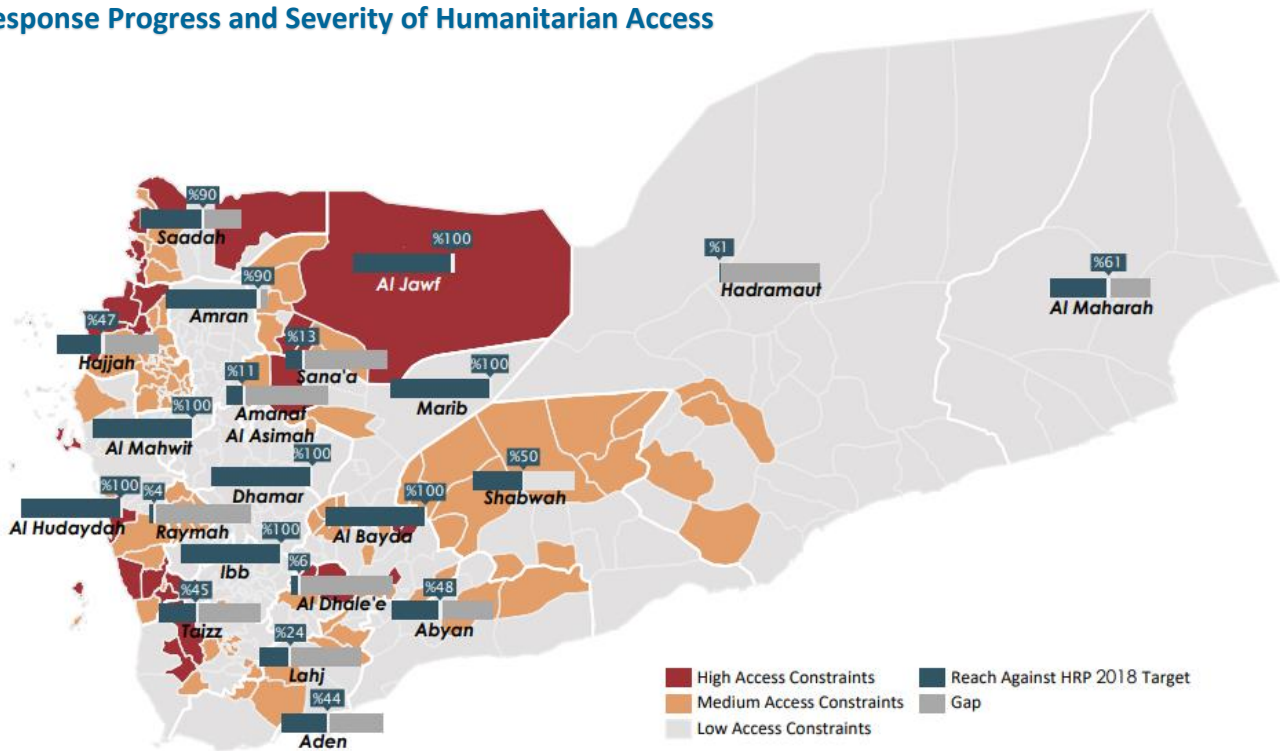 esponse Progress and Severity of Humanitarian Access
%90
Saadah
%100
Al Jawf
%1
Hadramaut
%61
Al Maharah
%90
Amran
%47
Hajjah
%13
Sana'a
%11
Amanat
Al Asimah
%100
Marib
%100
Al Mahwit
%100
Dhamar
%50
Shabwah
%100
Al Hudaydah
%4
Raymah
%100
Al Bayda
%100
Ibb
%6
Al Dhale'e
%48
Abyan
%45
Taizz
%24
Lahj
%44
Aden
High Access Constraints
Medium Access Constraints
Low Access Constraints
Reach Against HRP 2018 Target
Gap